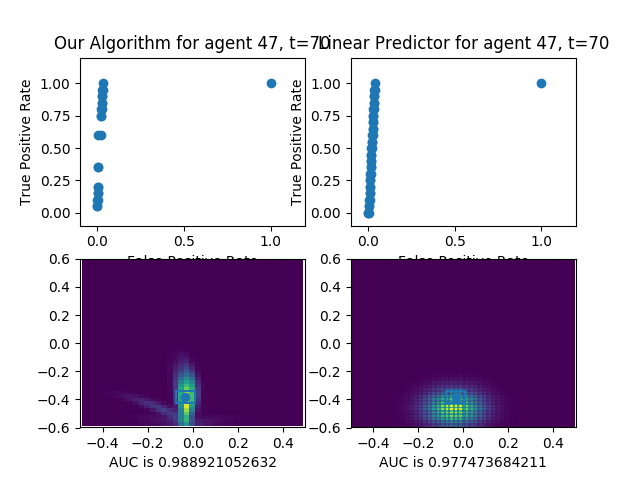 Our Algorithm for agent 47, t=70
Linear Predictor for agent 47, t=70
True Positive Rate
1.00
0.75
0.50
0.25
0.00
0.0 0.5 1.0
False Positive Rate
True Positive Rate
1.00
0.75
0.50
0.25
0.00
0.0 0.5 1.0
False Positive Rate
0.6
0.4
0.2
0.0
−0.2
−0.4
−0.6
−0.4 −0.2 0.0 0.2 0.4
AUC is 0.988921052632
0.6
0.4
0.2
0.0
−0.2
−0.4
−0.6
−0.4 −0.2 0.0 0.2 0.4
AUC is 0.977473684211